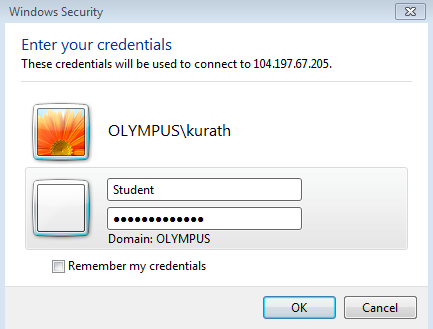 Windows Security
Enter your credentials
These credentials will be used to connect to 104.197.67.205.
OLYMPUS\kurath
Student
●●●●●●●●●●●●●
Domain: OLYMPUS
Remember my credentials
OK
Cancel